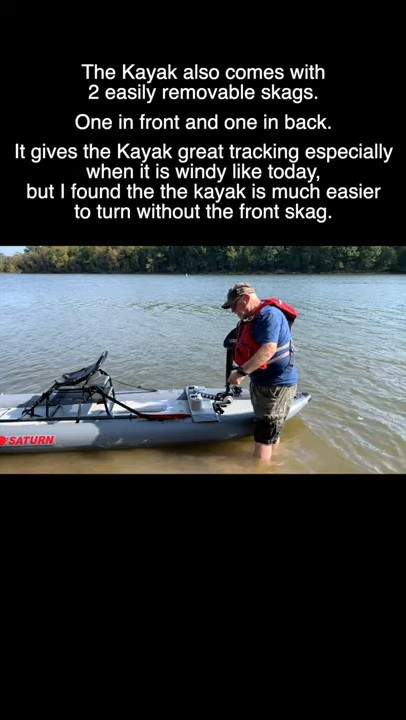 The Kayak also comes with
2 easily removable skags.
One in front and one in back.
It gives the Kayak great tracking especially
when it is windy like today,
but I found the the kayak is much easier
to turn without the front skag.
SATURN